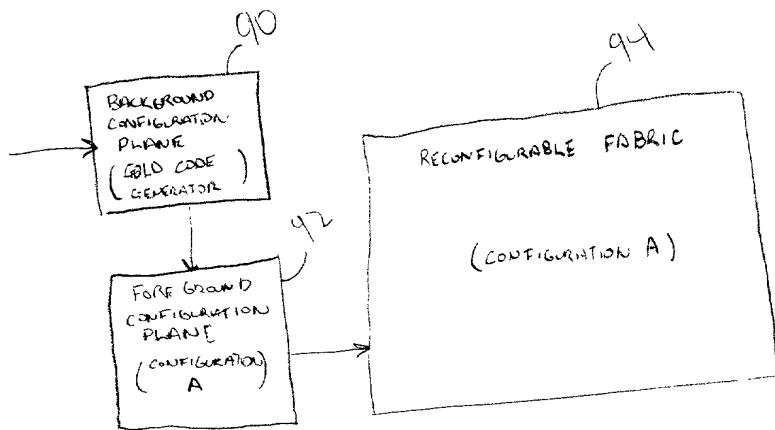 90
BACKGROUND
CONFIGURATION
PLANE
(GOLD CODE
GENERATOR)
92
FOREGROUND
CONFIGURATION
PLANE
(CONFIGURATION
A)
94
RECONFIGURABLE FABRIC
(CONFIGURATION A)